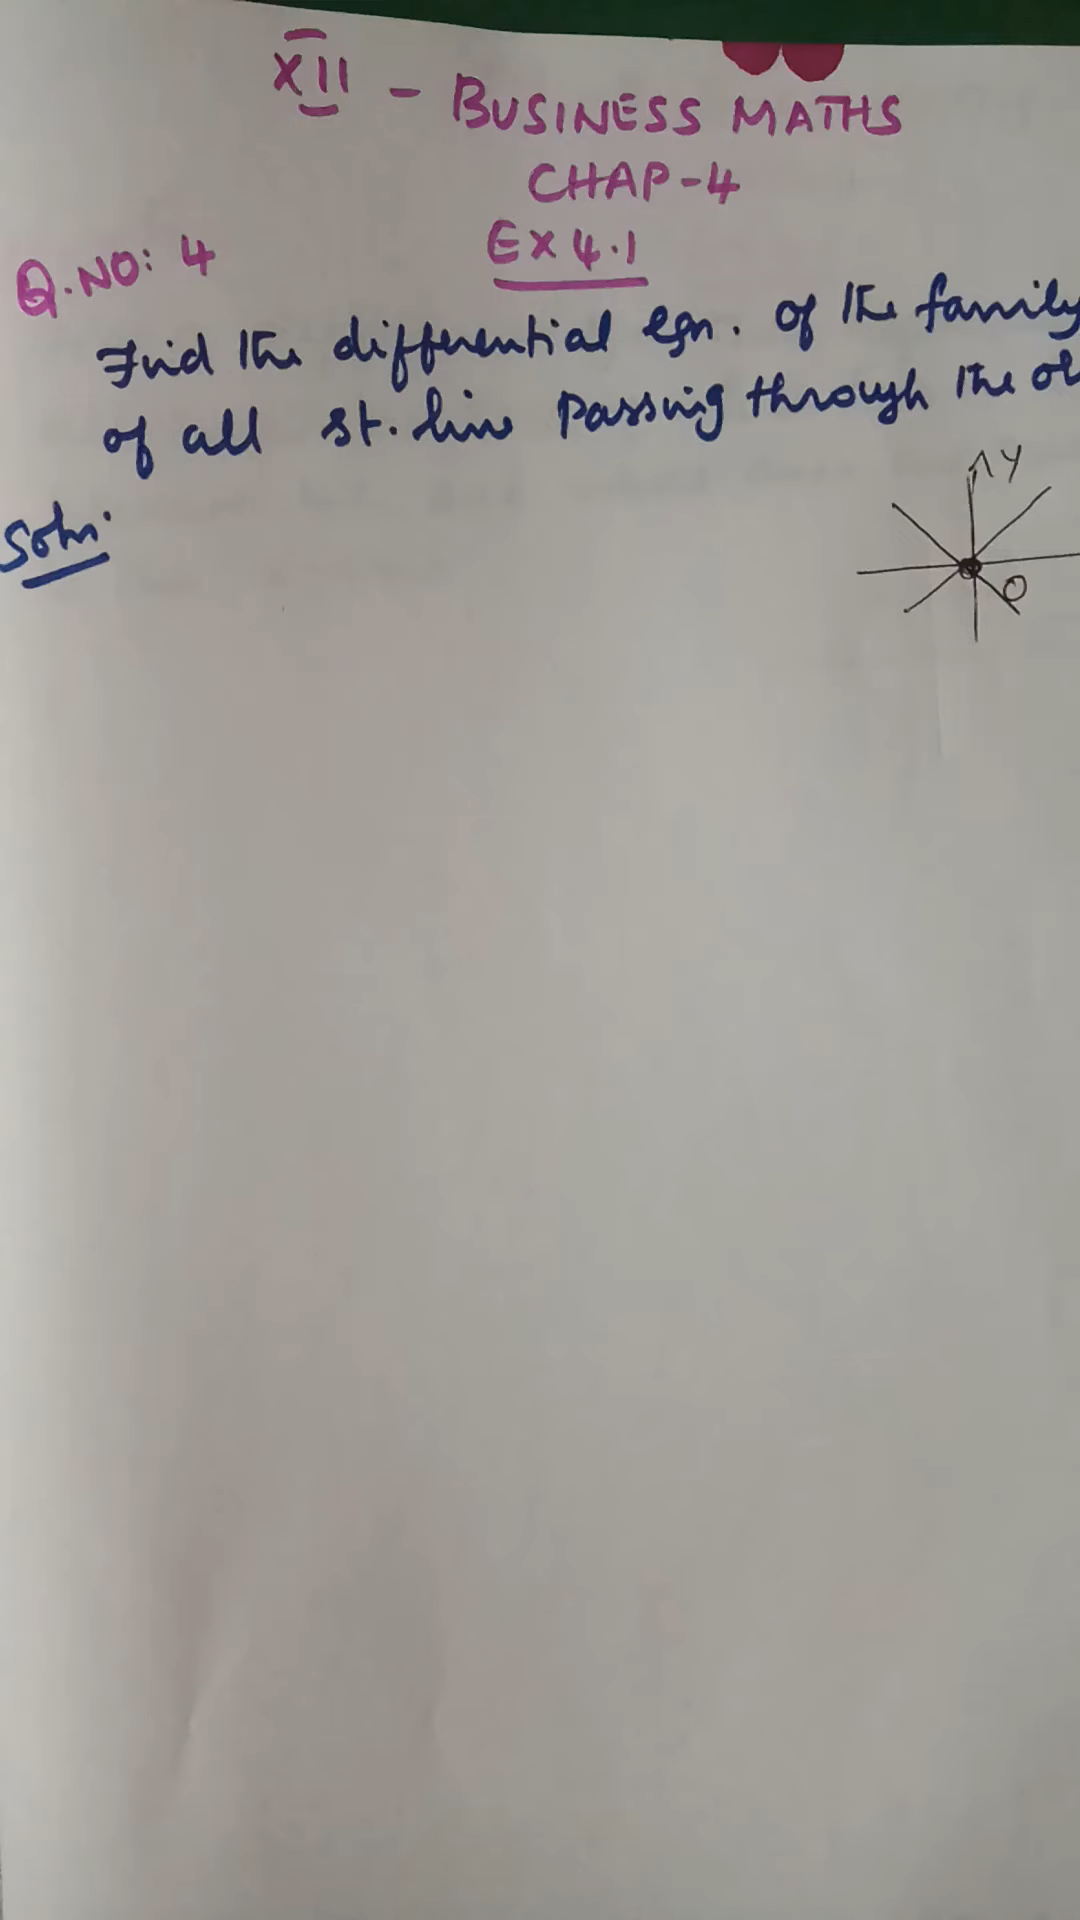 XII - BUSINESS MATHS
CHAP-4
EX 4.1
Q.NO: 4
Find the differential eqn. of the family
of all st. line passing through the
Soln.
Y
O